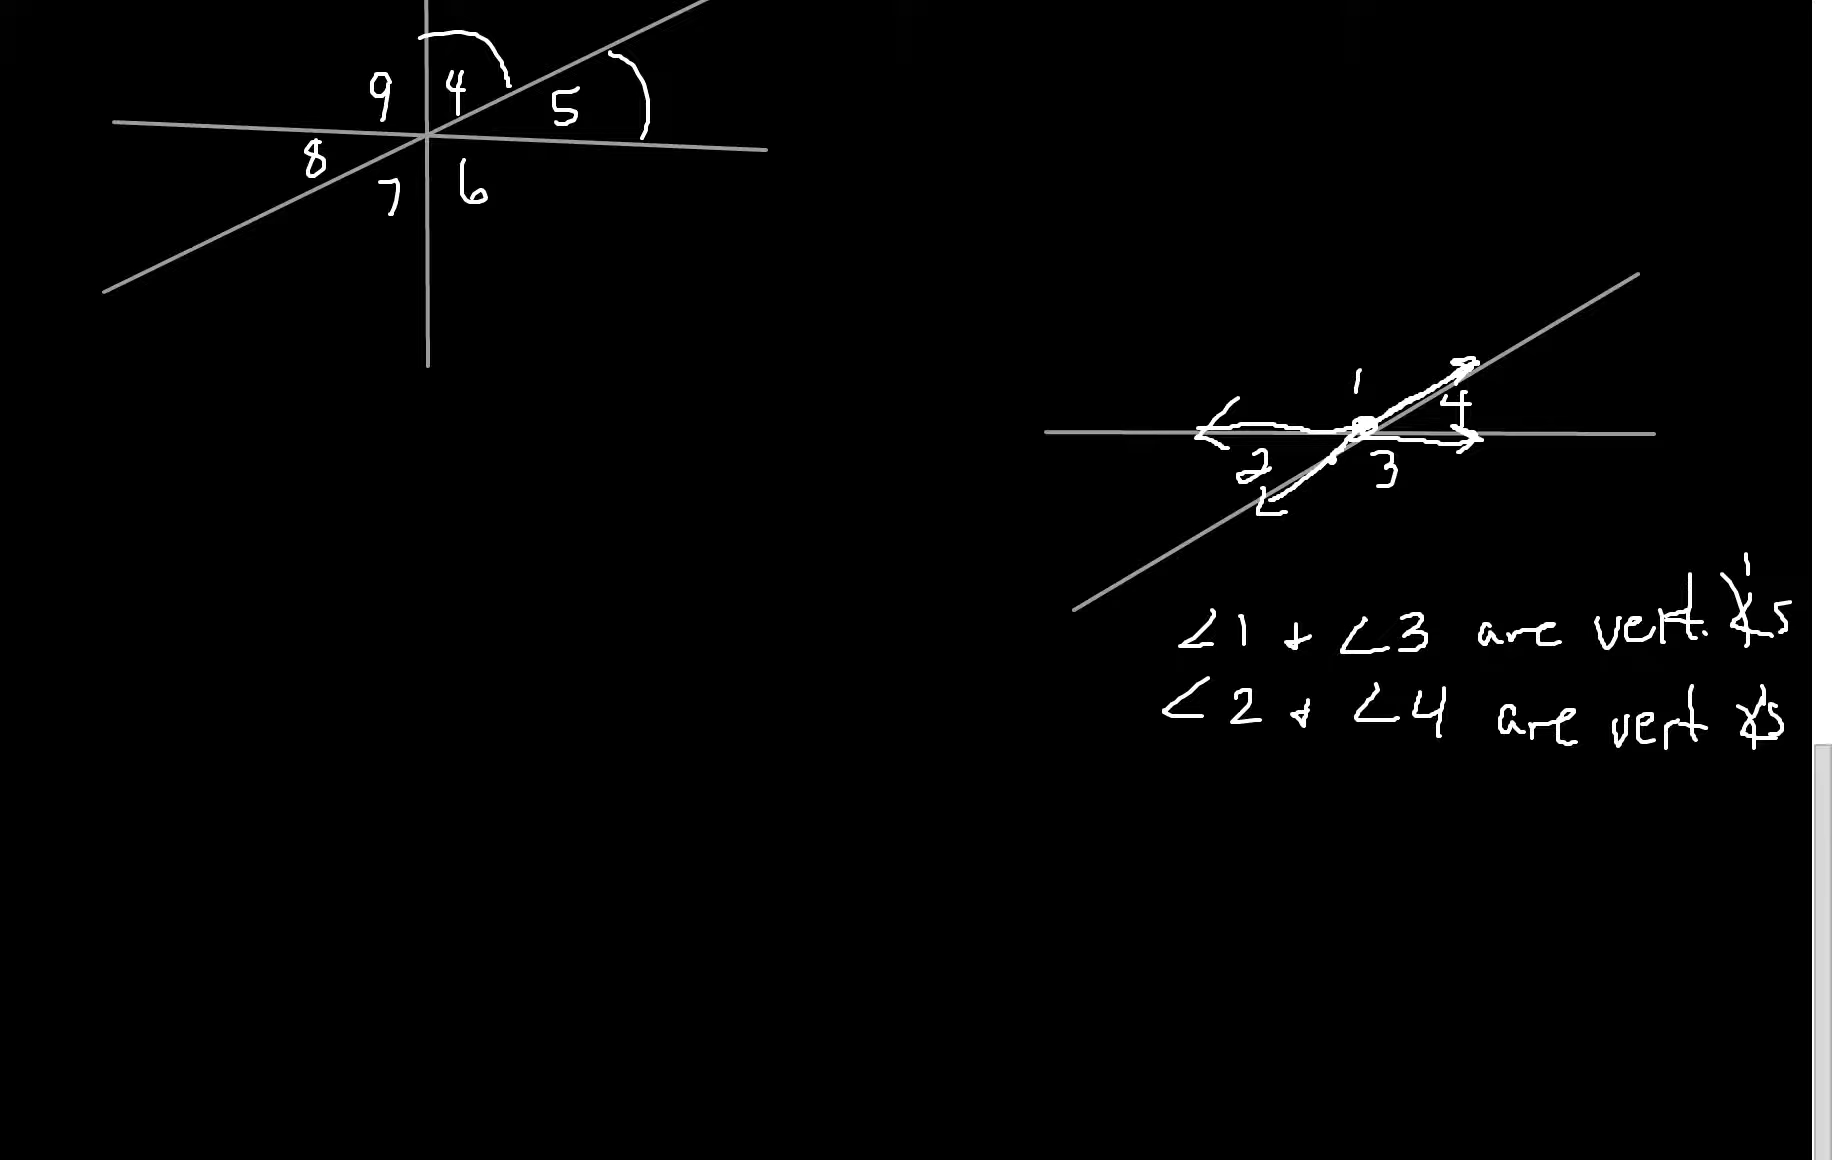 9 4 5
8 7 6
1
4
2 3
∠1 + ∠3 are vert. ∡s
∠2 + ∠4 are vert ∡s